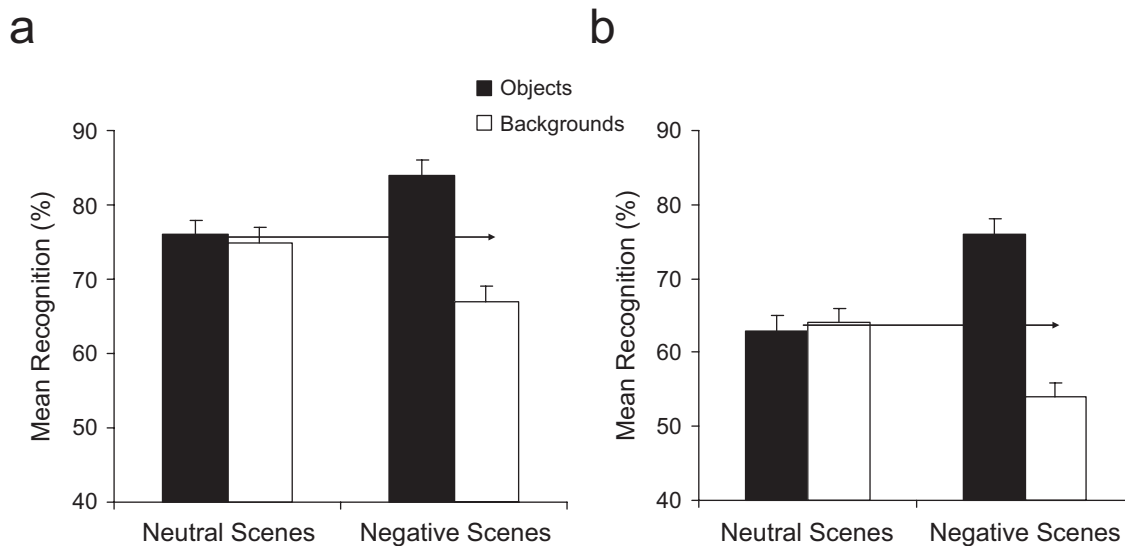 a
Objects
Backgrounds
Mean Recognition (%)
90
80
70
60
50
40
Neutral Scenes
Negative Scenes
b
Mean Recognition (%)
90
80
70
60
50
40
Neutral Scenes
Negative Scenes